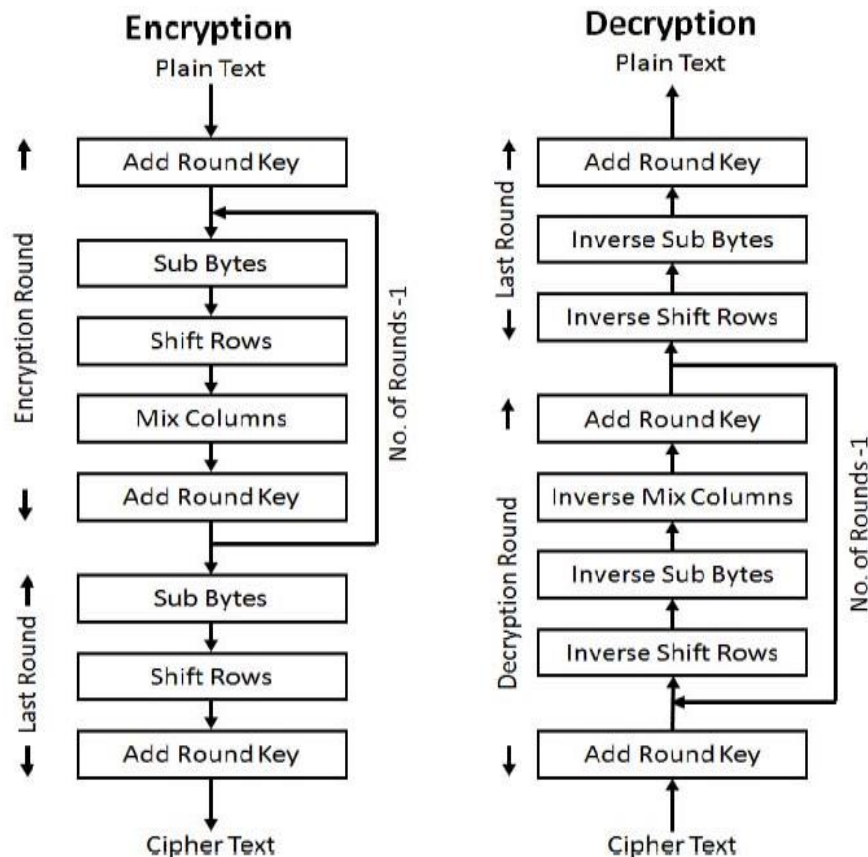 Encryption
Plain Text
Add Round Key
Sub Bytes
Shift Rows
Mix Columns
Add Round Key
Sub Bytes
Shift Rows
Add Round Key
Cipher Text
Encryption Round
Last Round
No. of Rounds -1
Decryption
Plain Text
Add Round Key
Inverse Sub Bytes
Inverse Shift Rows
Add Round Key
Inverse Mix Columns
Inverse Sub Bytes
Inverse Shift Rows
Add Round Key
Cipher Text
Last Round
Decryption Round
No. of Rounds -1